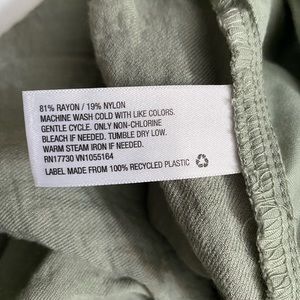 81% RAYON / 19% NYLON
MACHINE WASH COLD WITH LIKE COLORS.
GENTLE CYCLE. ONLY NON-CHLORINE
BLEACH IF NEEDED. TUMBLE DRY LOW.
WARM STEAM IRON IF NEEDED.
RN17730 VN1055164
LABEL MADE FROM 100% RECYCLED PLASTIC